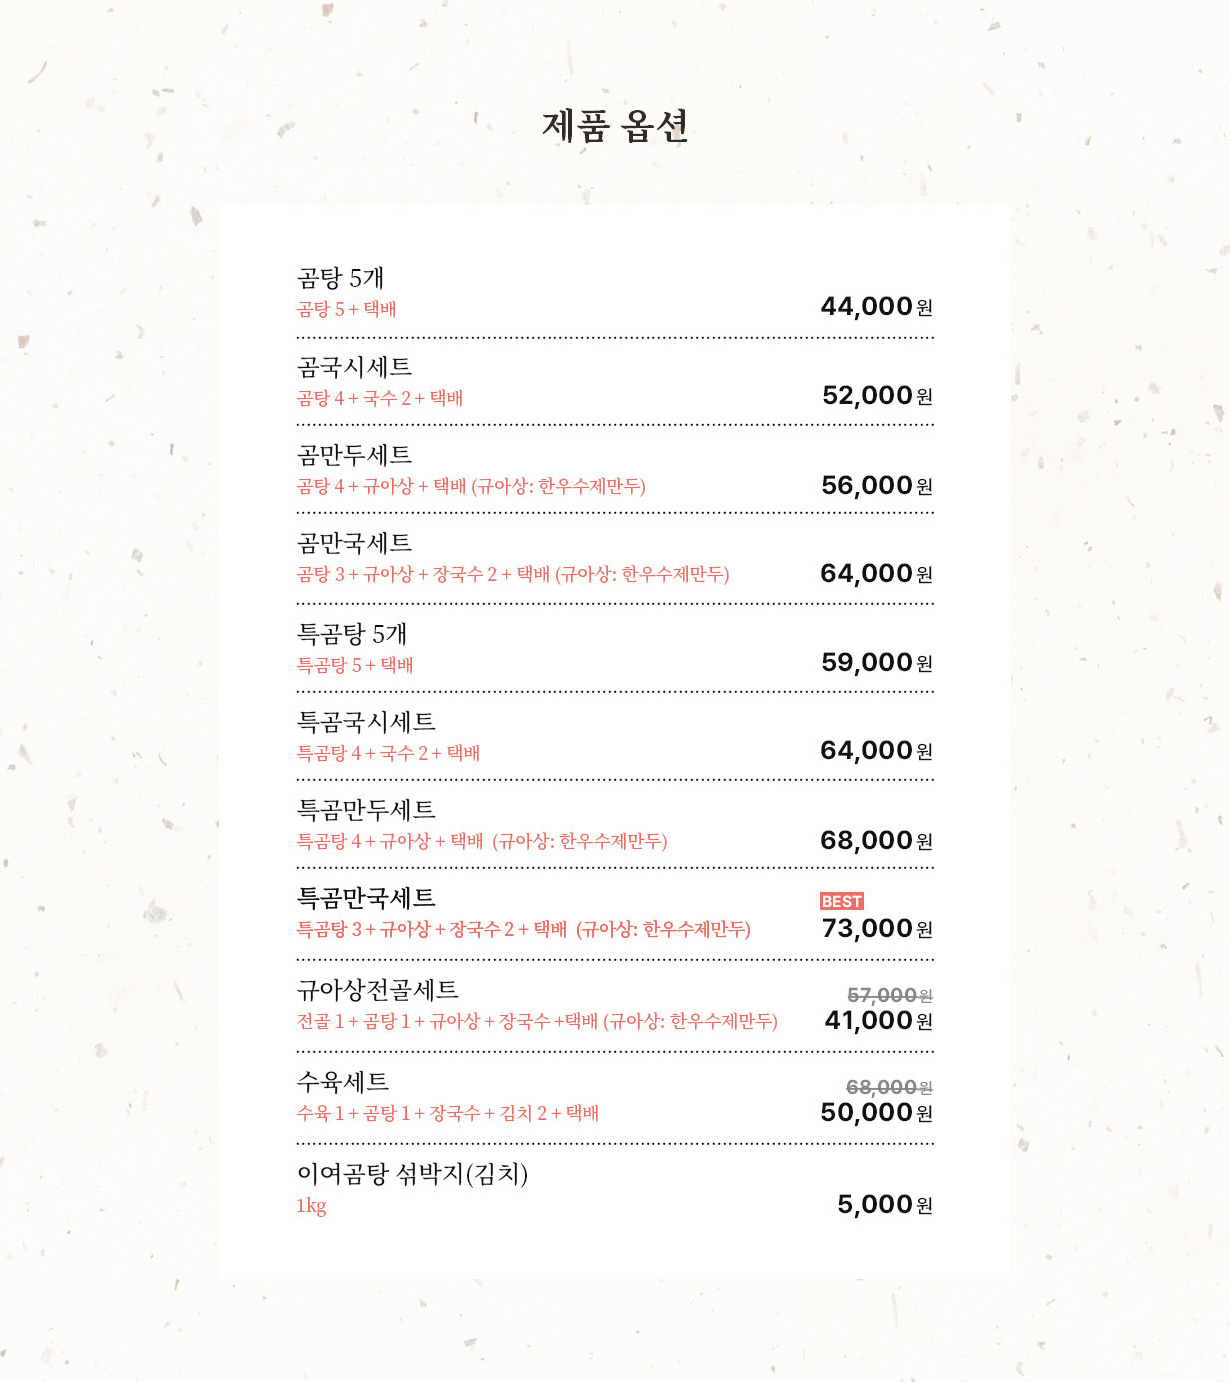 제품 옵션
곰탕 5개
곰탕 5 + 택배
44,000원
곰국시세트
곰탕 4 + 국수 2 + 택배
52,000원
곰만두세트
곰탕 4 + 규아상 + 택배 (규아상: 한우수제만두)
56,000원
곰만국세트
곰탕 3 + 규아상 + 장국수 2 + 택배 (규아상: 한우수제만두)
64,000원
특곰탕 5개
특곰탕 5 + 택배
59,000원
특곰국시세트
특곰탕 4 + 국수 2 + 택배
64,000원
특곰만두세트
특곰탕 4 + 규아상 + 택배 (규아상: 한우수제만두)
68,000원
특곰만국세트
BEST
특곰탕 3 + 규아상 + 장국수 2 + 택배 (규아상: 한우수제만두)
73,000원
규아상전골세트
57,000원
전골 1 + 곰탕 1 + 규아상 + 장국수 +택배 (규아상: 한우수제만두)
41,000원
수육세트
68,000원
수육 1 + 곰탕 1 + 장국수 + 김치 2 + 택배
50,000원
이여곰탕 섞박지(김치)
1kg
5,000원